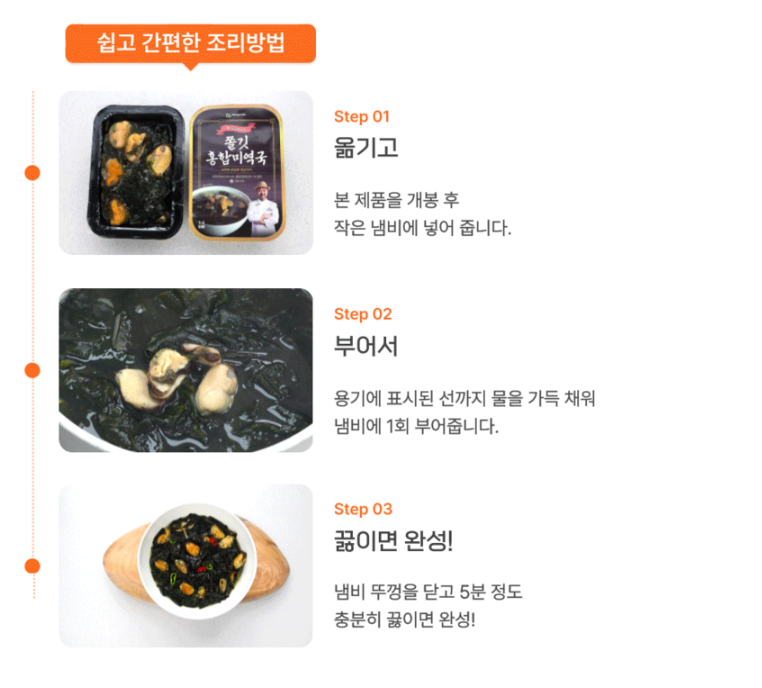 쉽고 간편한 조리방법
쫄깃
홍합미역국
Step 01
옮기고
본 제품을 개봉 후
작은 냄비에 넣어 줍니다.
Step 02
부어서
용기에 표시된 선까지 물을 가득 채워
냄비에 1회 부어줍니다.
Step 03
끓이면 완성!
냄비 뚜껑을 닫고 5분 정도
충분히 끓이면 완성!